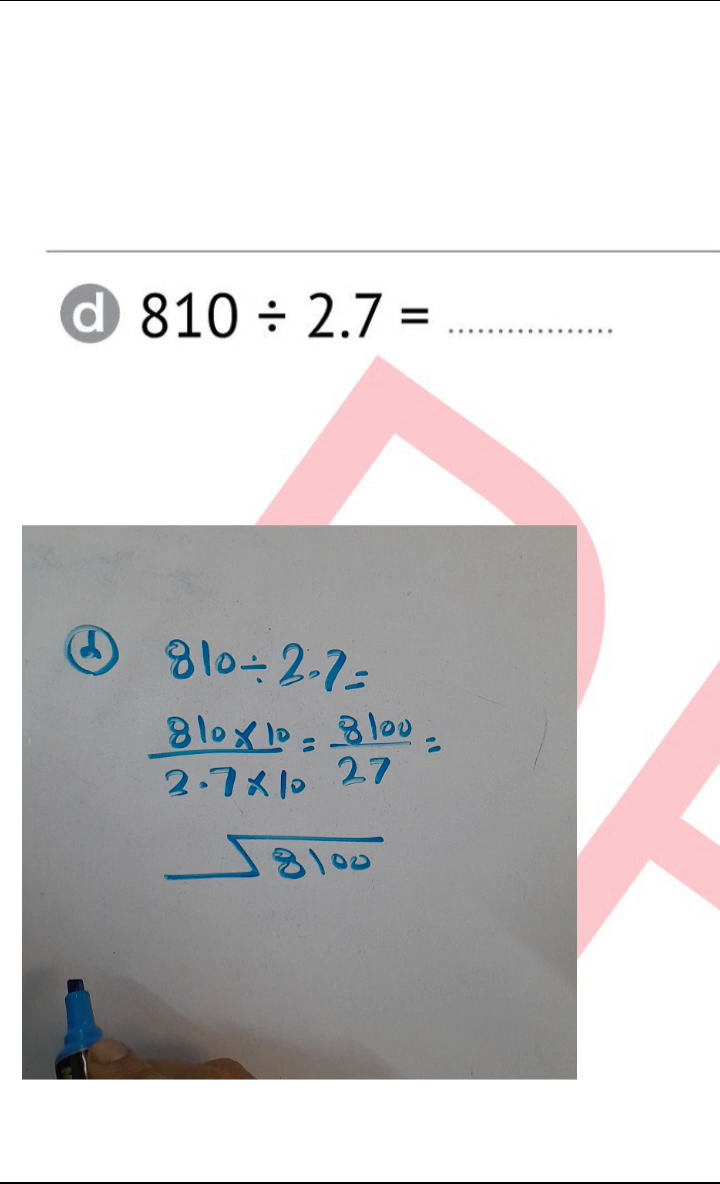 d 810 ÷ 2.7 = .................
d 810÷2.7=
810×10 = 8100 =
2.7×10 27
8100